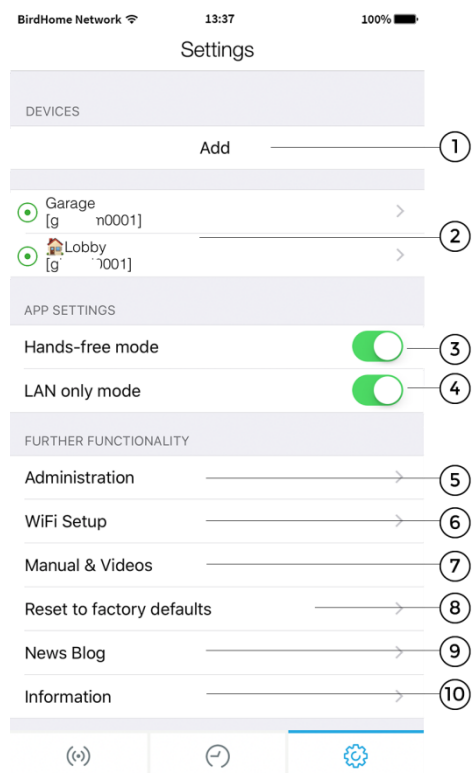 BirdHome Network 13:37 100%
Settings
DEVICES
Add
1
Garage
[g m0001]
2
Lobby
[g 0001]
APP SETTINGS
Hands-free mode
3
LAN only mode
4
FURTHER FUNCTIONALITY
Administration
5
WiFi Setup
6
Manual & Videos
7
Reset to factory defaults
8
News Blog
9
Information
10